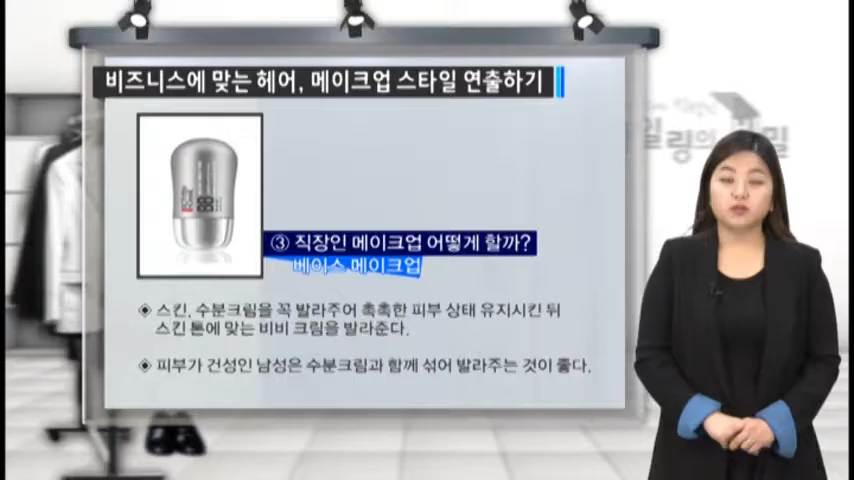 비즈니스에 맞는 헤어, 메이크업 스타일 연출하기
링의 비밀
BB
③ 직장인 메이크업 어떻게 할까?
베이스 메이크업
◈ 스킨, 수분크림을 꼭 발라주어 촉촉한 피부 상태 유지시킨 뒤
스킨 톤에 맞는 비비 크림을 발라준다.
◈ 피부가 건성인 남성은 수분크림과 함께 섞어 발라주는 것이 좋다.